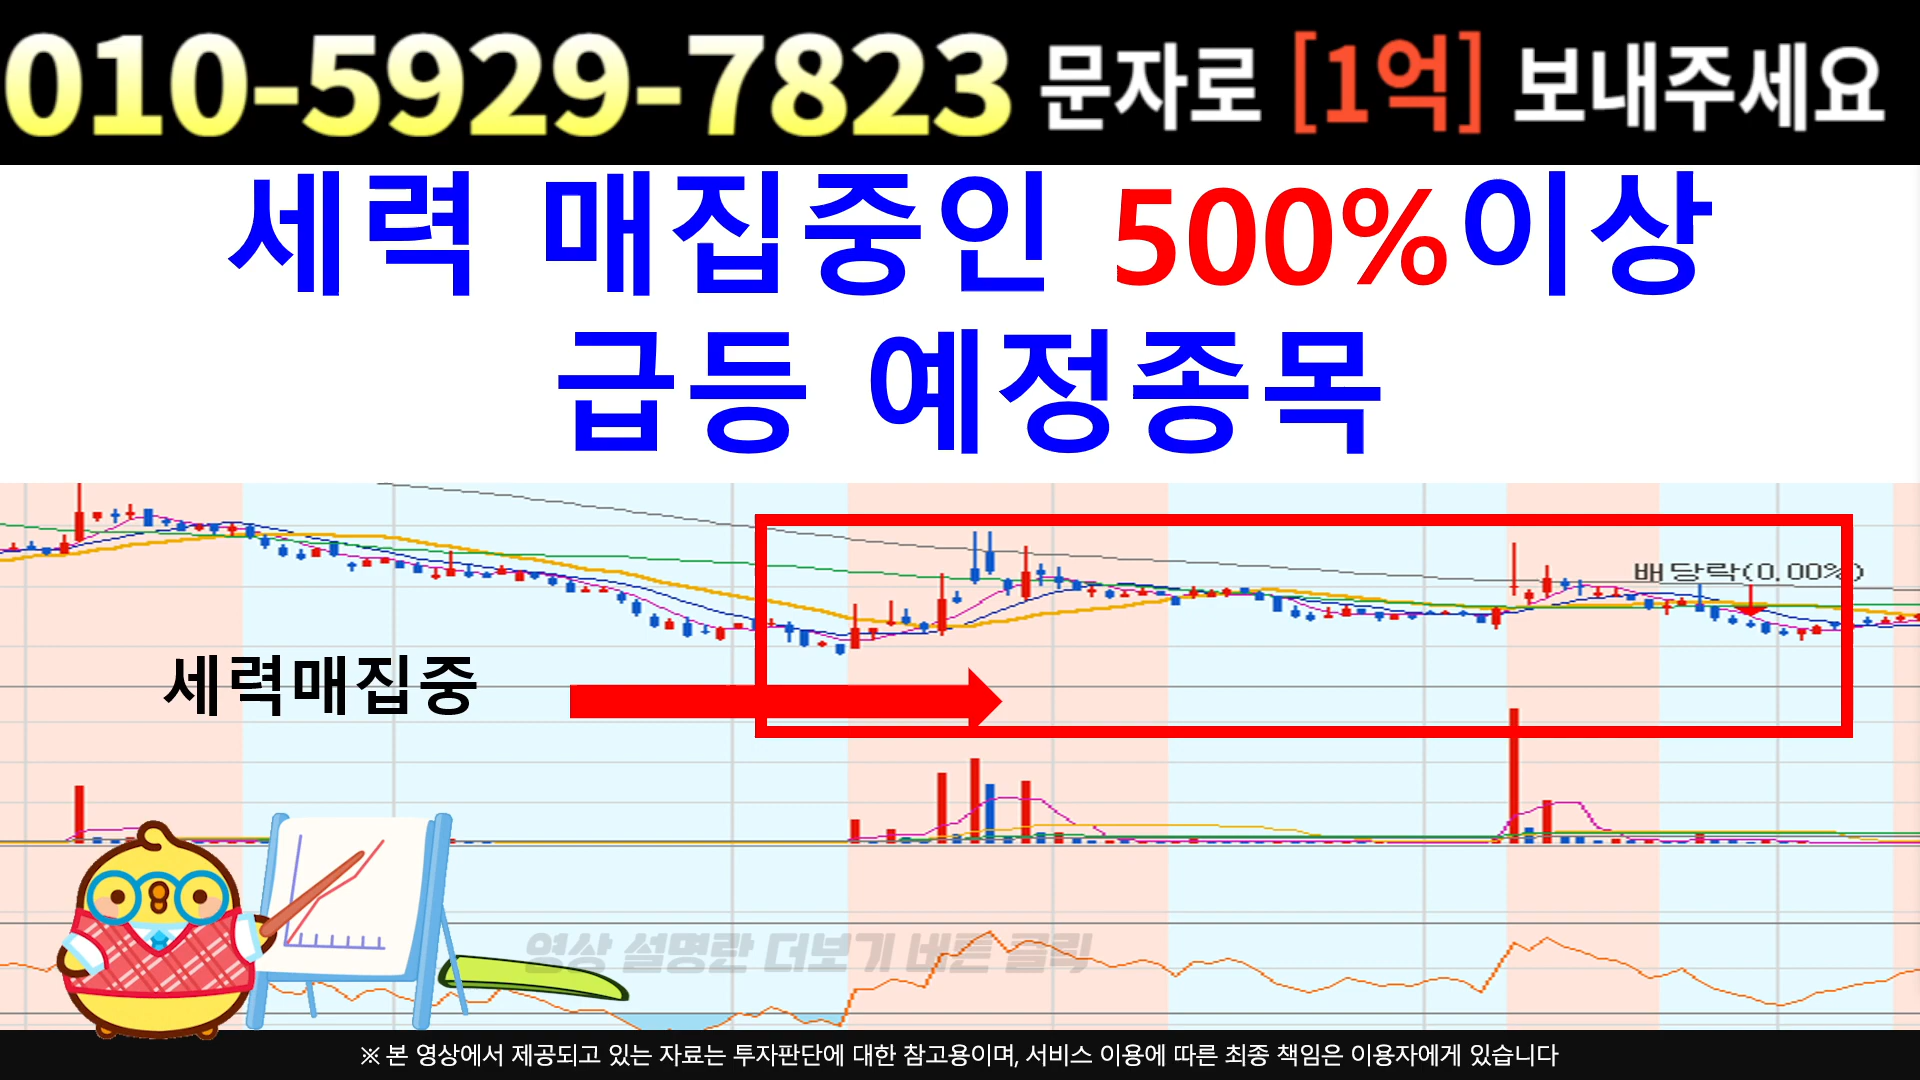 010-5929-7823 문자로 [1억] 보내주세요
세력 매집중인 500%이상
급등 예정종목
배당락(0.00%)
세력매집중
영상 설명란 더보기 버튼 클릭
※ 본 영상에서 제공되고 있는 자료는 투자판단에 대한 참고용이며, 서비스 이용에 따른 최종 책임은 이용자에게 있습니다